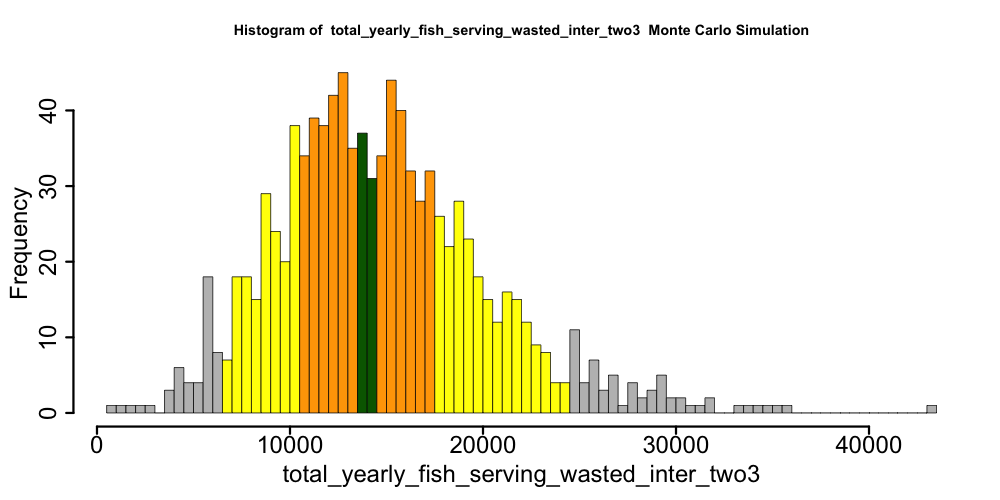 Histogram of  total_yearly_fish_serving_wasted_inter_two3  Monte Carlo Simulation
Frequency
40
30
20
10
0
0 10000 20000 30000 40000
total_yearly_fish_serving_wasted_inter_two3